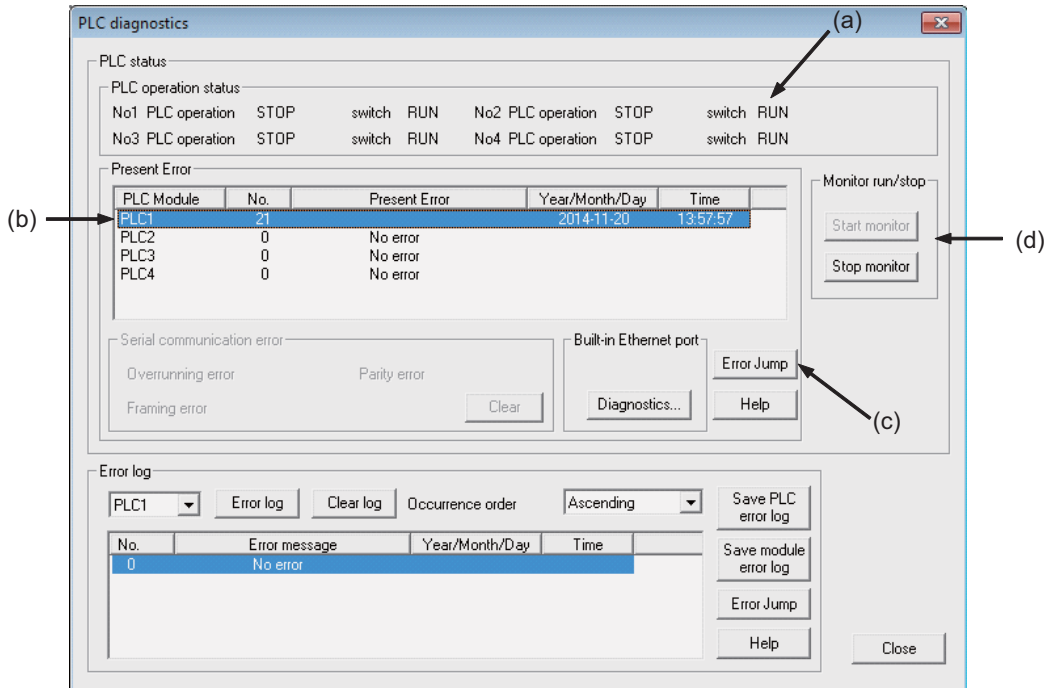 PLC diagnostics
(a)
PLC status
PLC operation status
No1 PLC operation STOP switch RUN No2 PLC operation STOP switch RUN
No3 PLC operation STOP switch RUN No4 PLC operation STOP switch RUN
Present Error
Monitor run/stop
PLC Module No. Present Error Year/Month/Day Time
(b)
PLC1 21 2014-11-20 13:57:57
Start monitor
PLC2 0 No error
(d)
PLC3 0 No error
Stop monitor
PLC4 0 No error
Serial communication error
Built-in Ethernet port
Overrunning error Parity error
Error Jump
Framing error Clear
Diagnostics...
Help
(c)
Error log
PLC1 Error log Clear log Occurrence order Ascending
Save PLC
error log
No. Error message Year/Month/Day Time
0 No error
Save module
error log
Error Jump
Help
Close